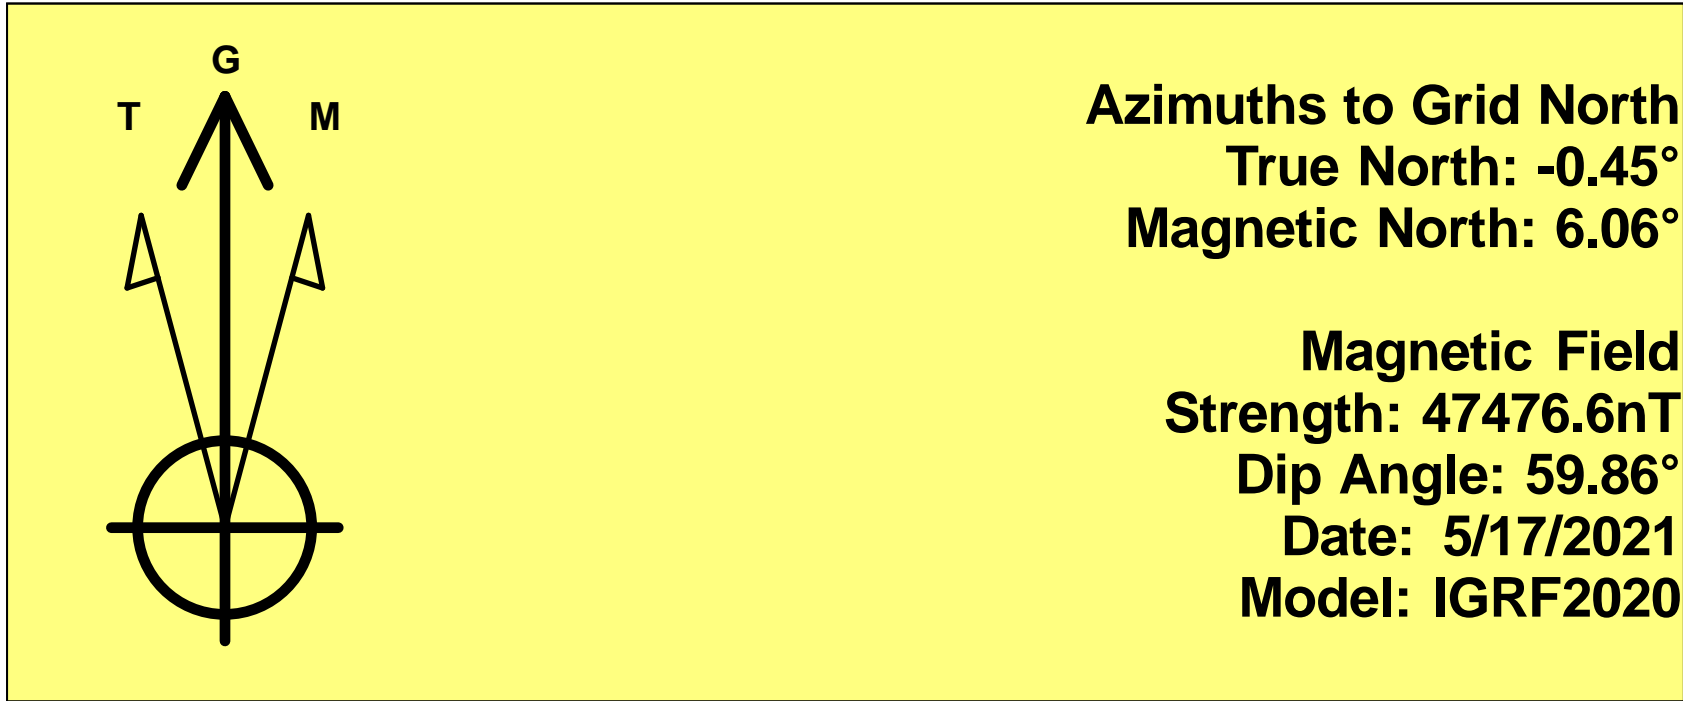 G
T
M
Azimuths to Grid North
True North: -0.45°
Magnetic North: 6.06°
Magnetic Field
Strength: 47476.6nT
Dip Angle: 59.86°
Date: 5/17/2021
Model: IGRF2020